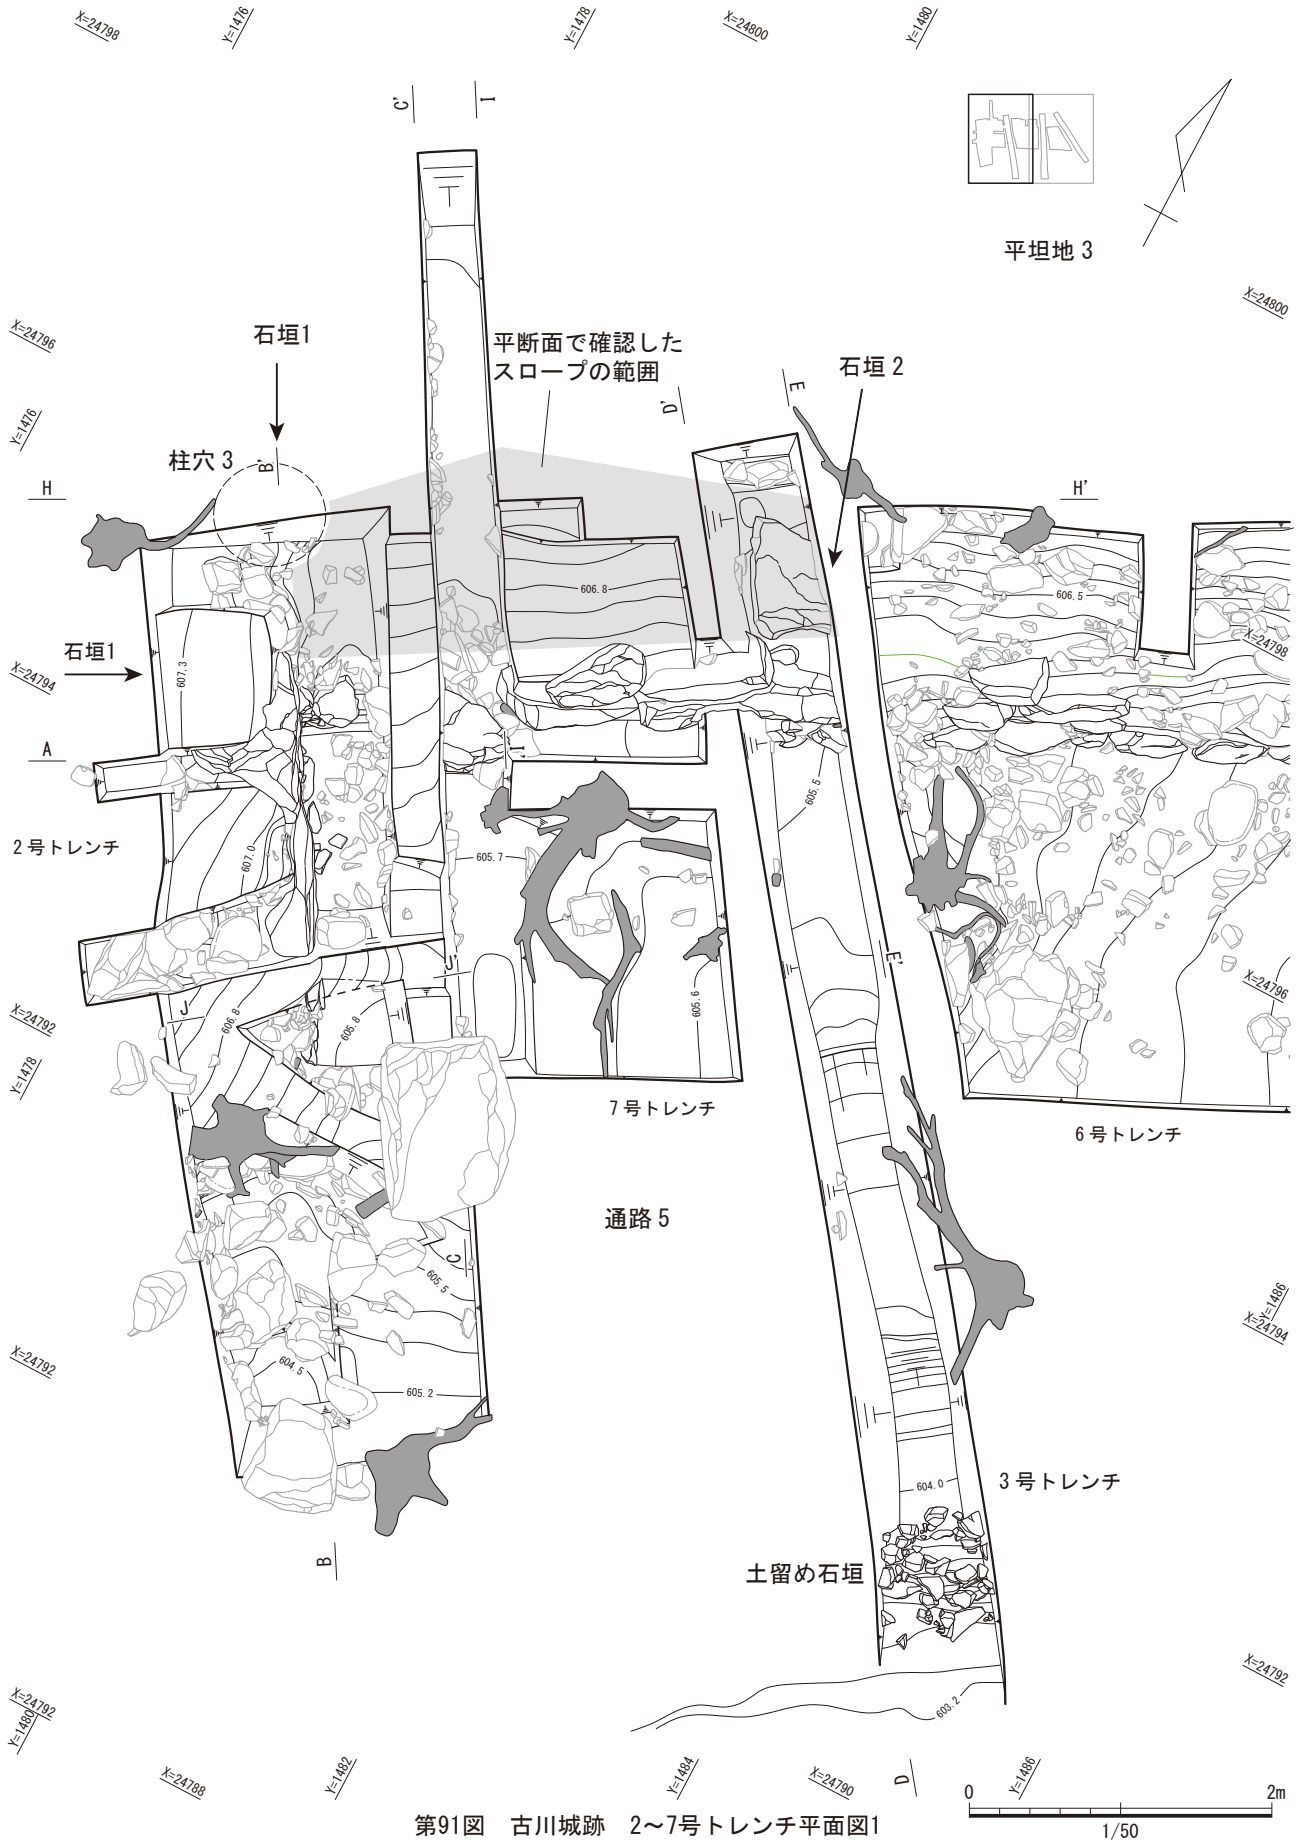 X=24798
Y=1476
Y=1478
X=24800
Y=1480
C'
I
平坦地 3
X=24800
X=24796
石垣1
平断面で確認した
スロープの範囲
石垣 2
D'
E
Y=1476
柱穴 3
B'
H
H'
606.8
606.5
X=24798
石垣1
X=24794
607.3
A
I'
605.5
2 号トレンチ
607.0
605.7
J'
E'
X=24796
J
606.8
605.8
605.6
X=24792
Y=1478
7 号トレンチ
6 号トレンチ
通路 5
C
605.5
Y=1486
X=24794
X=24792
604.5
605.2
604.0
3 号トレンチ
B
土留め石垣
X=24792
X=24792
Y=1480
603.2
X=24788
Y=1482
Y=1484
X=24790
D
Y=1486
0
2m
1/50
第91図　古川城跡　2～7号トレンチ平面図1